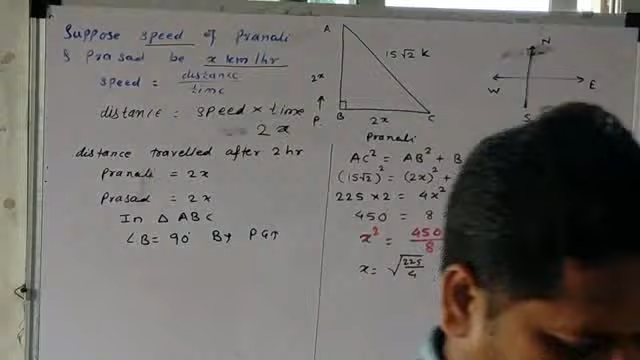 Suppose speed of Pranali
& Prasad be x km/hr
speed = distance/time
distance = speed × time
= 2x
distance travelled after 2 hr
Pranali = 2x
Prasad = 2x
In Δ ABC
∠B = 90° By PGT
A
15√2 k
2x
B
2x
C
↑
P.
Pranali
N
W
E
S
AC² = AB² + B
(15√2)² = (2x)² +
225 × 2 = 4x²
450 = 8
x² = 450/8
x = √225/4